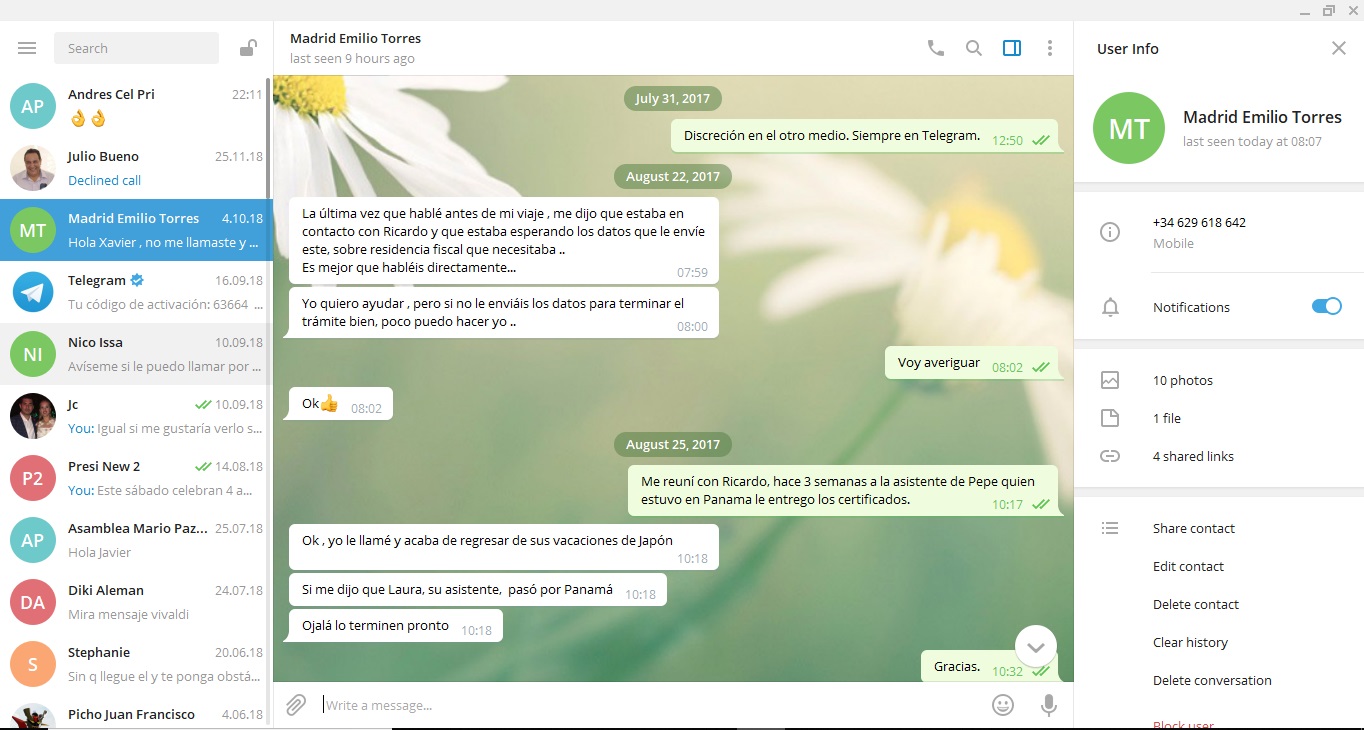 Search
Andres Cel Pri 22:11
👌👌
Julio Bueno 25.11.18
Declined call
Madrid Emilio Torres 4.10.18
Hola Xavier , no me llamaste y ...
Telegram 16.09.18
Tu código de activación: 63664 ...
Nico Issa 10.09.18
Avíseme si le puedo llamar por ...
Jc 10.09.18
You: Igual si me gustaría verlo s...
Presi New 2 14.08.18
You: Este sábado celebran 4 a...
Asamblea Mario Paz... 25.07.18
Hola Javier
Diki Aleman 24.07.18
Mira mensaje vivaldi
Stephanie 20.06.18
Sin q llegue el y te ponga obstá...
Picho Juan Francisco 4.06.18
AP
MT
NI
P2
AP
DA
S
Madrid Emilio Torres
last seen 9 hours ago
July 31, 2017
Discreción en el otro medio. Siempre en Telegram. 12:50
August 22, 2017
La última vez que hablé antes de mi viaje , me dijo que estaba en
contacto con Ricardo y que estaba esperando los datos que le envíe
este, sobre residencia fiscal que necesitaba ..
Es mejor que habléis directamente...
07:59
Yo quiero ayudar , pero si no le enviáis los datos para terminar el
trámite bien, poco puedo hacer yo ..
08:00
Voy averiguar 08:02
Ok👍 08:02
August 25, 2017
Me reuní con Ricardo, hace 3 semanas a la asistente de Pepe quien
estuvo en Panama le entrego los certificados.
10:17
Ok , yo le llamé y acaba de regresar de sus vacaciones de Japón
10:18
Si me dijo que Laura, su asistente, pasó por Panamá 10:18
Ojalá lo terminen pronto 10:18
Gracias. 10:32
Write a message...
User Info
MT
Madrid Emilio Torres
last seen today at 08:07
+34 629 618 642
Mobile
Notifications
10 photos
1 file
4 shared links
Share contact
Edit contact
Delete contact
Clear history
Delete conversation
Block user